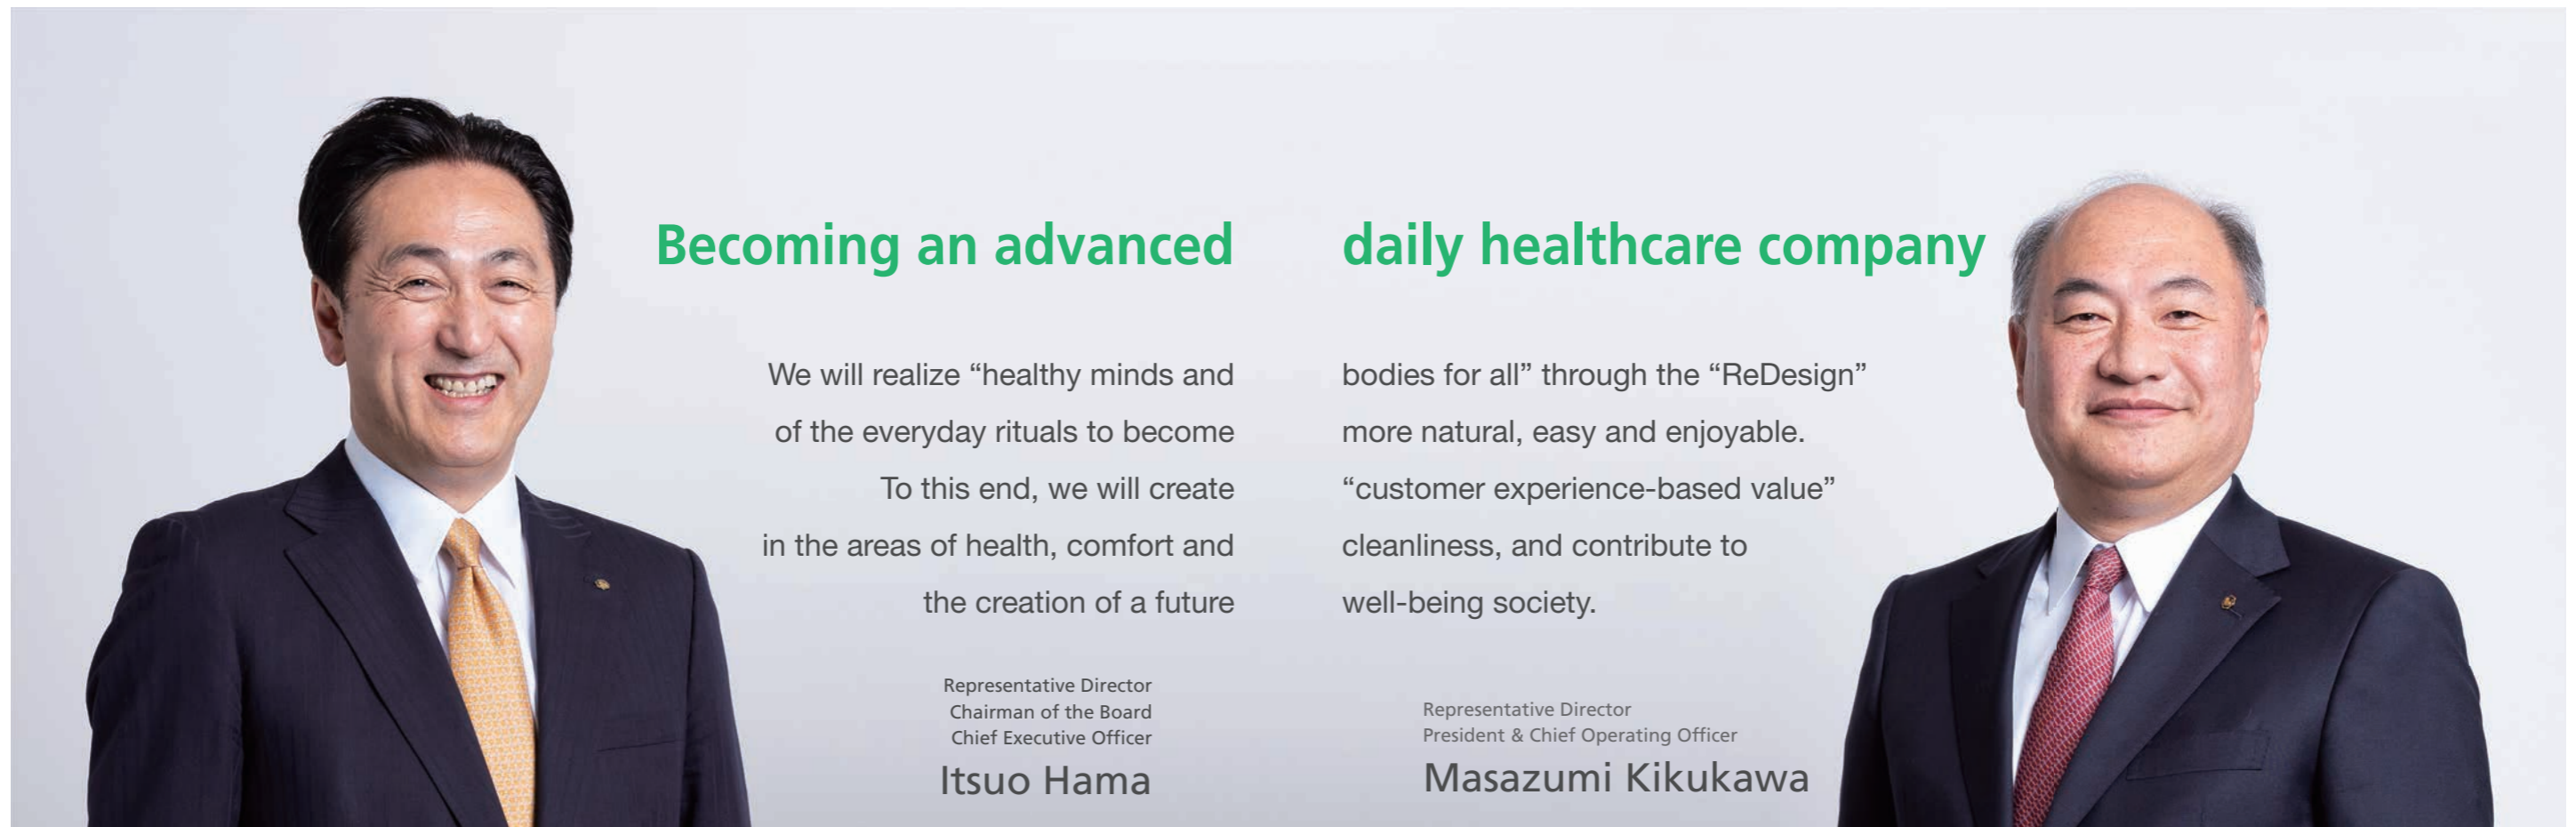 Becoming an advanced daily healthcare company
We will realize “healthy minds and bodies for all” through the “ReDesign”
of the everyday rituals to become more natural, easy and enjoyable.
To this end, we will create “customer experience-based value”
in the areas of health, comfort and cleanliness, and contribute to
the creation of a future well-being society.
Representative Director
Chairman of the Board
Chief Executive Officer
Itsuo Hama
Representative Director
President & Chief Operating Officer
Masazumi Kikukawa